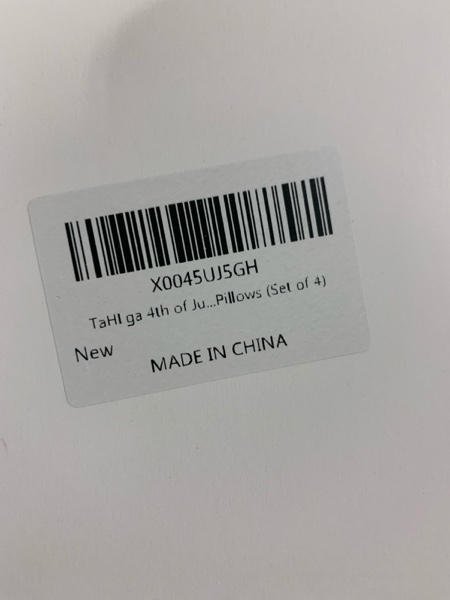 X0045UJ5GH
TaHI ga 4th of Ju...Pillows (Set of 4)
New
MADE IN CHINA